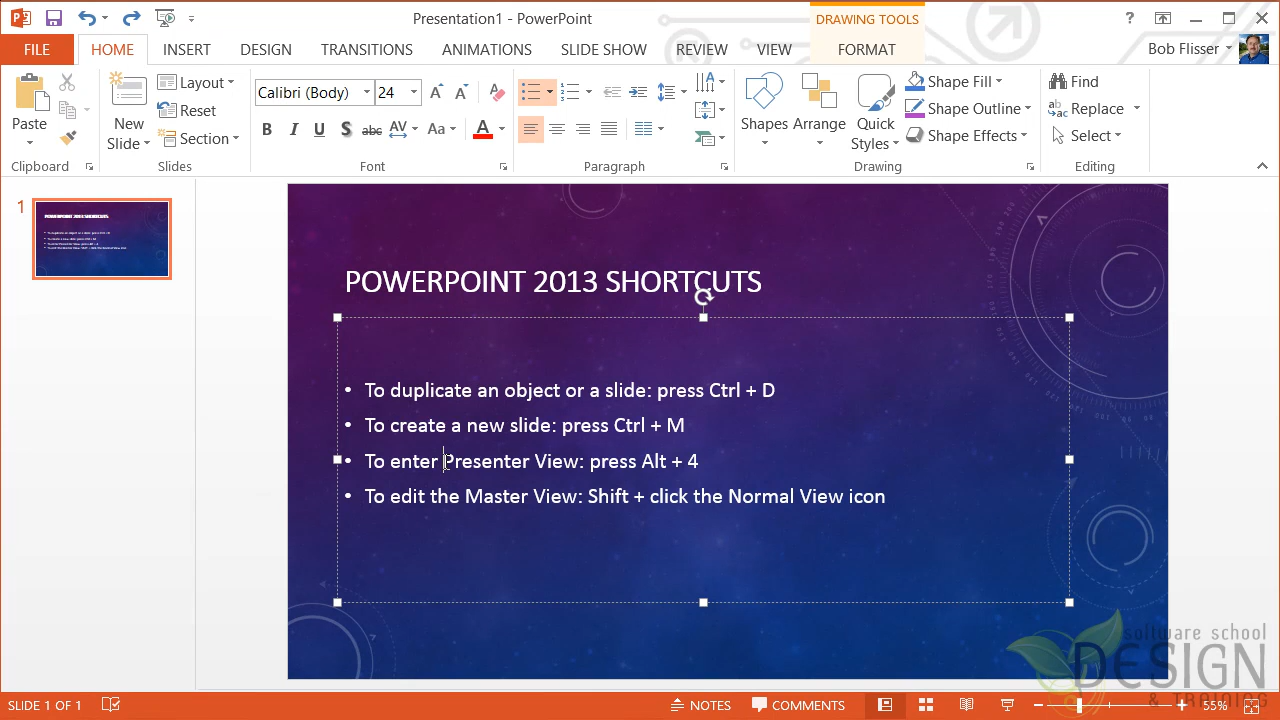 Presentation1 - PowerPoint
DRAWING TOOLS
?
FILE HOME INSERT DESIGN TRANSITIONS ANIMATIONS SLIDE SHOW REVIEW VIEW FORMAT
Bob Flisser
Paste
New Slide
Layout
Reset
Section
Calibri (Body) 24
B I U S abc AV Aa A
Shapes Arrange Quick Styles
Shape Fill
Shape Outline
Shape Effects
Find
Replace
Select
Clipboard Slides Font Paragraph Drawing Editing
1
POWERPOINT 2013 SHORTCUTS
• To duplicate an object or a slide: press Ctrl + D
• To create a new slide: press Ctrl + M
• To enter Presenter View: press Alt + 4
• To edit the Master View: Shift + click the Normal View icon
software school
DESIGN
& TRAINING
SLIDE 1 OF 1 NOTES COMMENTS 55%